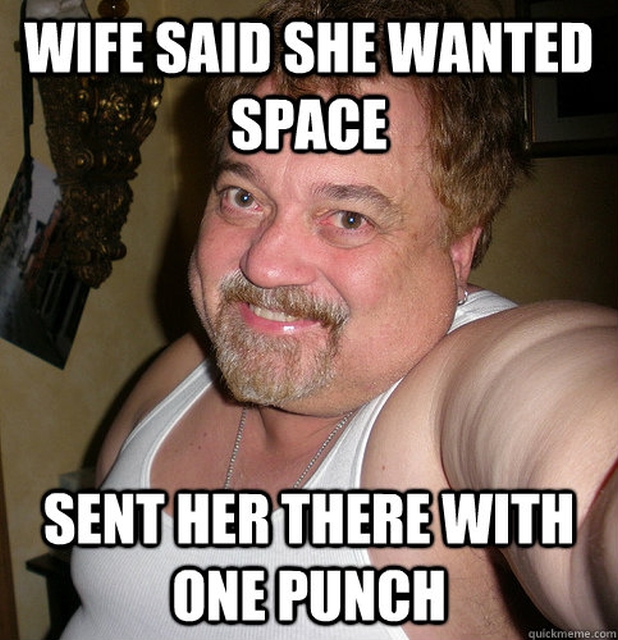 WIFE SAID SHE WANTED
SPACE
SENT HER THERE WITH
ONE PUNCH
quickmeme.com